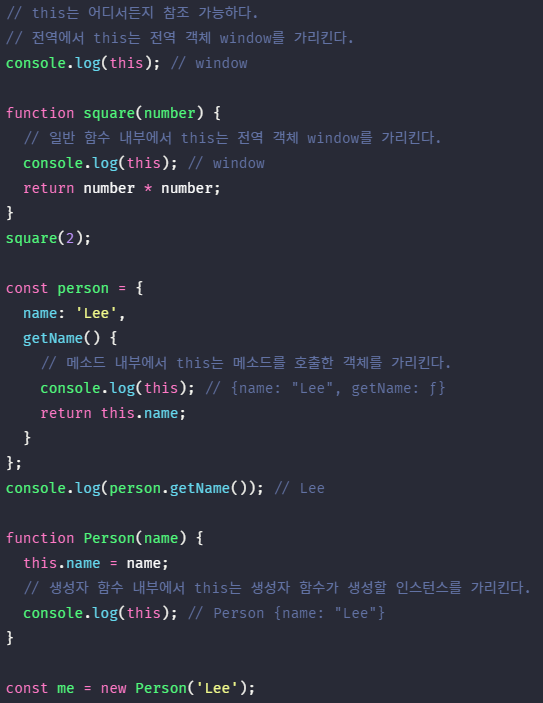 // this는 어디서든지 참조 가능하다.
// 전역에서 this는 전역 객체 window를 가리킨다.
console.log(this); // window

function square(number) {
  // 일반 함수 내부에서 this는 전역 객체 window를 가리킨다.
  console.log(this); // window
  return number * number;
}
square(2);

const person = {
  name: 'Lee',
  getName() {
    // 메소드 내부에서 this는 메소드를 호출한 객체를 가리킨다.
    console.log(this); // {name: "Lee", getName: ƒ}
    return this.name;
  }
};
console.log(person.getName()); // Lee

function Person(name) {
  this.name = name;
  // 생성자 함수 내부에서 this는 생성자 함수가 생성할 인스턴스를 가리킨다.
  console.log(this); // Person {name: "Lee"}
}

const me = new Person('Lee');